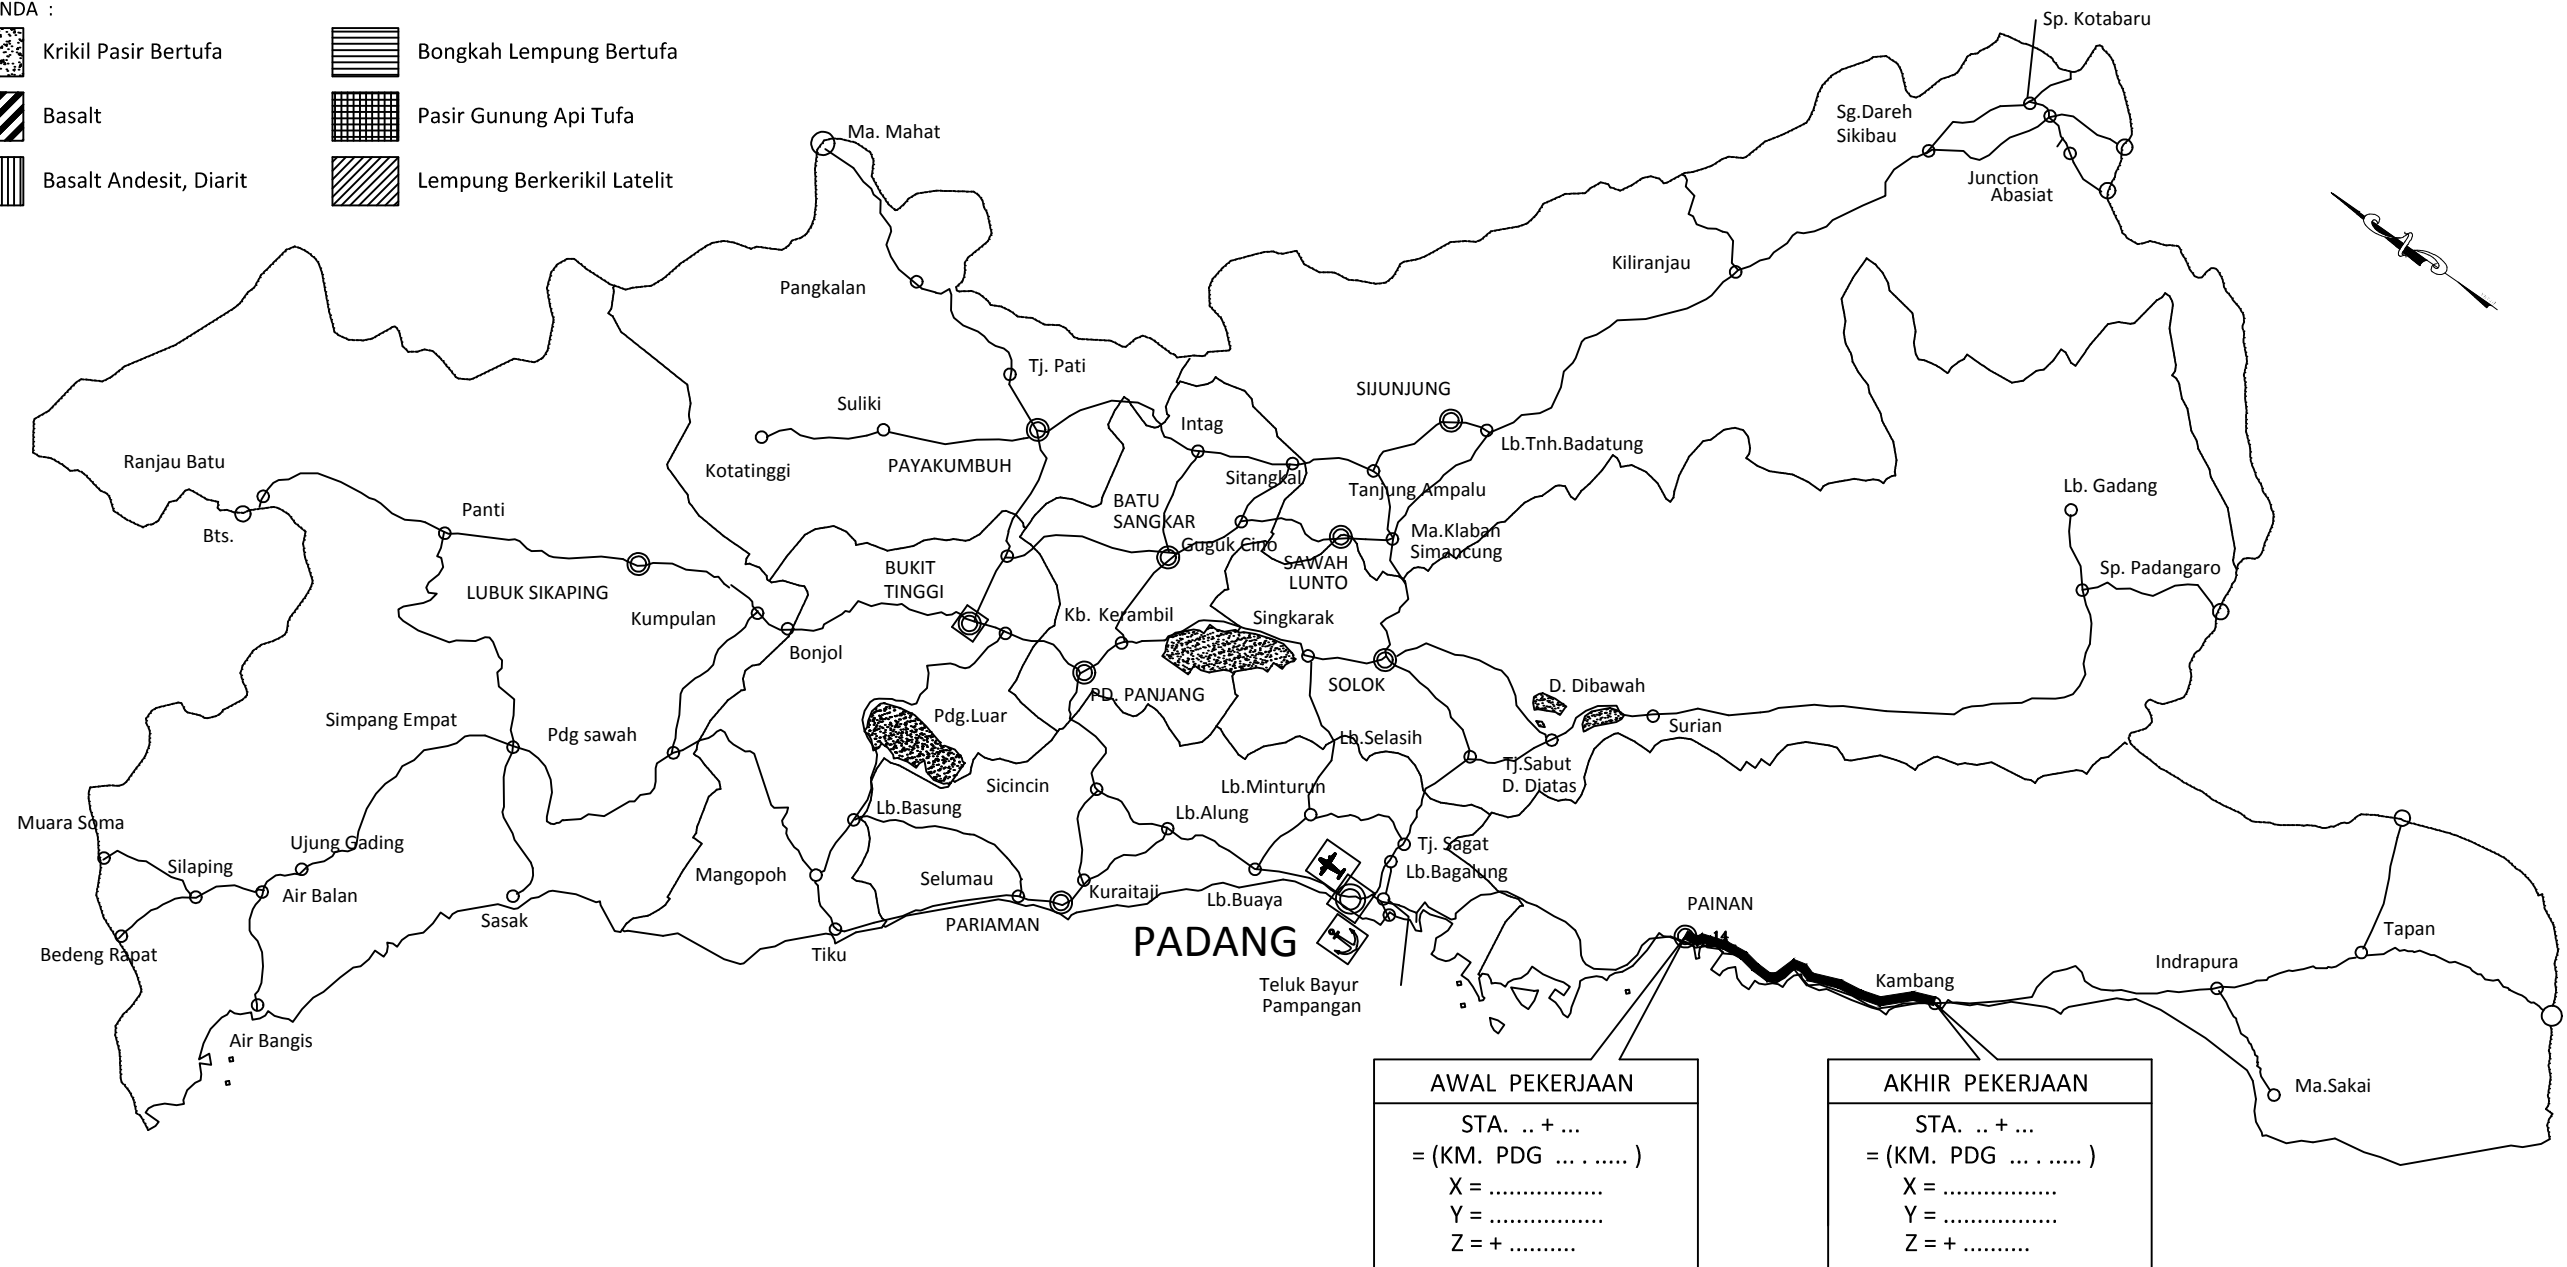 NDA :
Krikil Pasir Bertufa
Bongkah Lempung Bertufa
Basalt
Pasir Gunung Api Tufa
Basalt Andesit, Diarit
Lempung Berkerikil Latelit
Sp. Kotabaru
Sg.Dareh
Sikibau
Ma. Mahat
Junction
Abasiat
Kiliranjau
Pangkalan
Tj. Pati
SIJUNJUNG
Suliki
Intag
Lb.Tnh.Badatung
Ranjau Batu
Kotatinggi
PAYAKUMBUH
Sitangkal
Tanjung Ampalu
Lb. Gadang
Panti
BATU
SANGKAR
Bts.
Guguk Cino
Ma.Klaban
Simancung
SAWAH
LUNTO
BUKIT
TINGGI
Sp. Padangaro
LUBUK SIKAPING
Kumpulan
Kb. Kerambil
Singkarak
Bonjol
SOLOK
D. Dibawah
PD. PANJANG
Simpang Empat
Pdg sawah
Pdg.Luar
Surian
Lb.Selasih
Tj.Sabut
D. Diatas
Sicincin
Lb.Minturun
Lb.Basung
Lb.Alung
Muara Soma
Ujung Gading
Tj. Sagat
Silaping
Mangopoh
Selumau
Lb.Bagalung
Air Balan
Kuraitaji
Lb.Buaya
PAINAN
Sasak
PARIAMAN
PADANG
14
Tapan
Bedeng Rapat
Tiku
Indrapura
Kambang
Teluk Bayur
Pampangan
Air Bangis
Ma.Sakai
AWAL PEKERJAAN
STA. .. + ...
= (KM. PDG ... . ..... )
X = .................
Y = .................
Z = + ..........
AKHIR PEKERJAAN
STA. .. + ...
= (KM. PDG ... . ..... )
X = .................
Y = .................
Z = + ..........